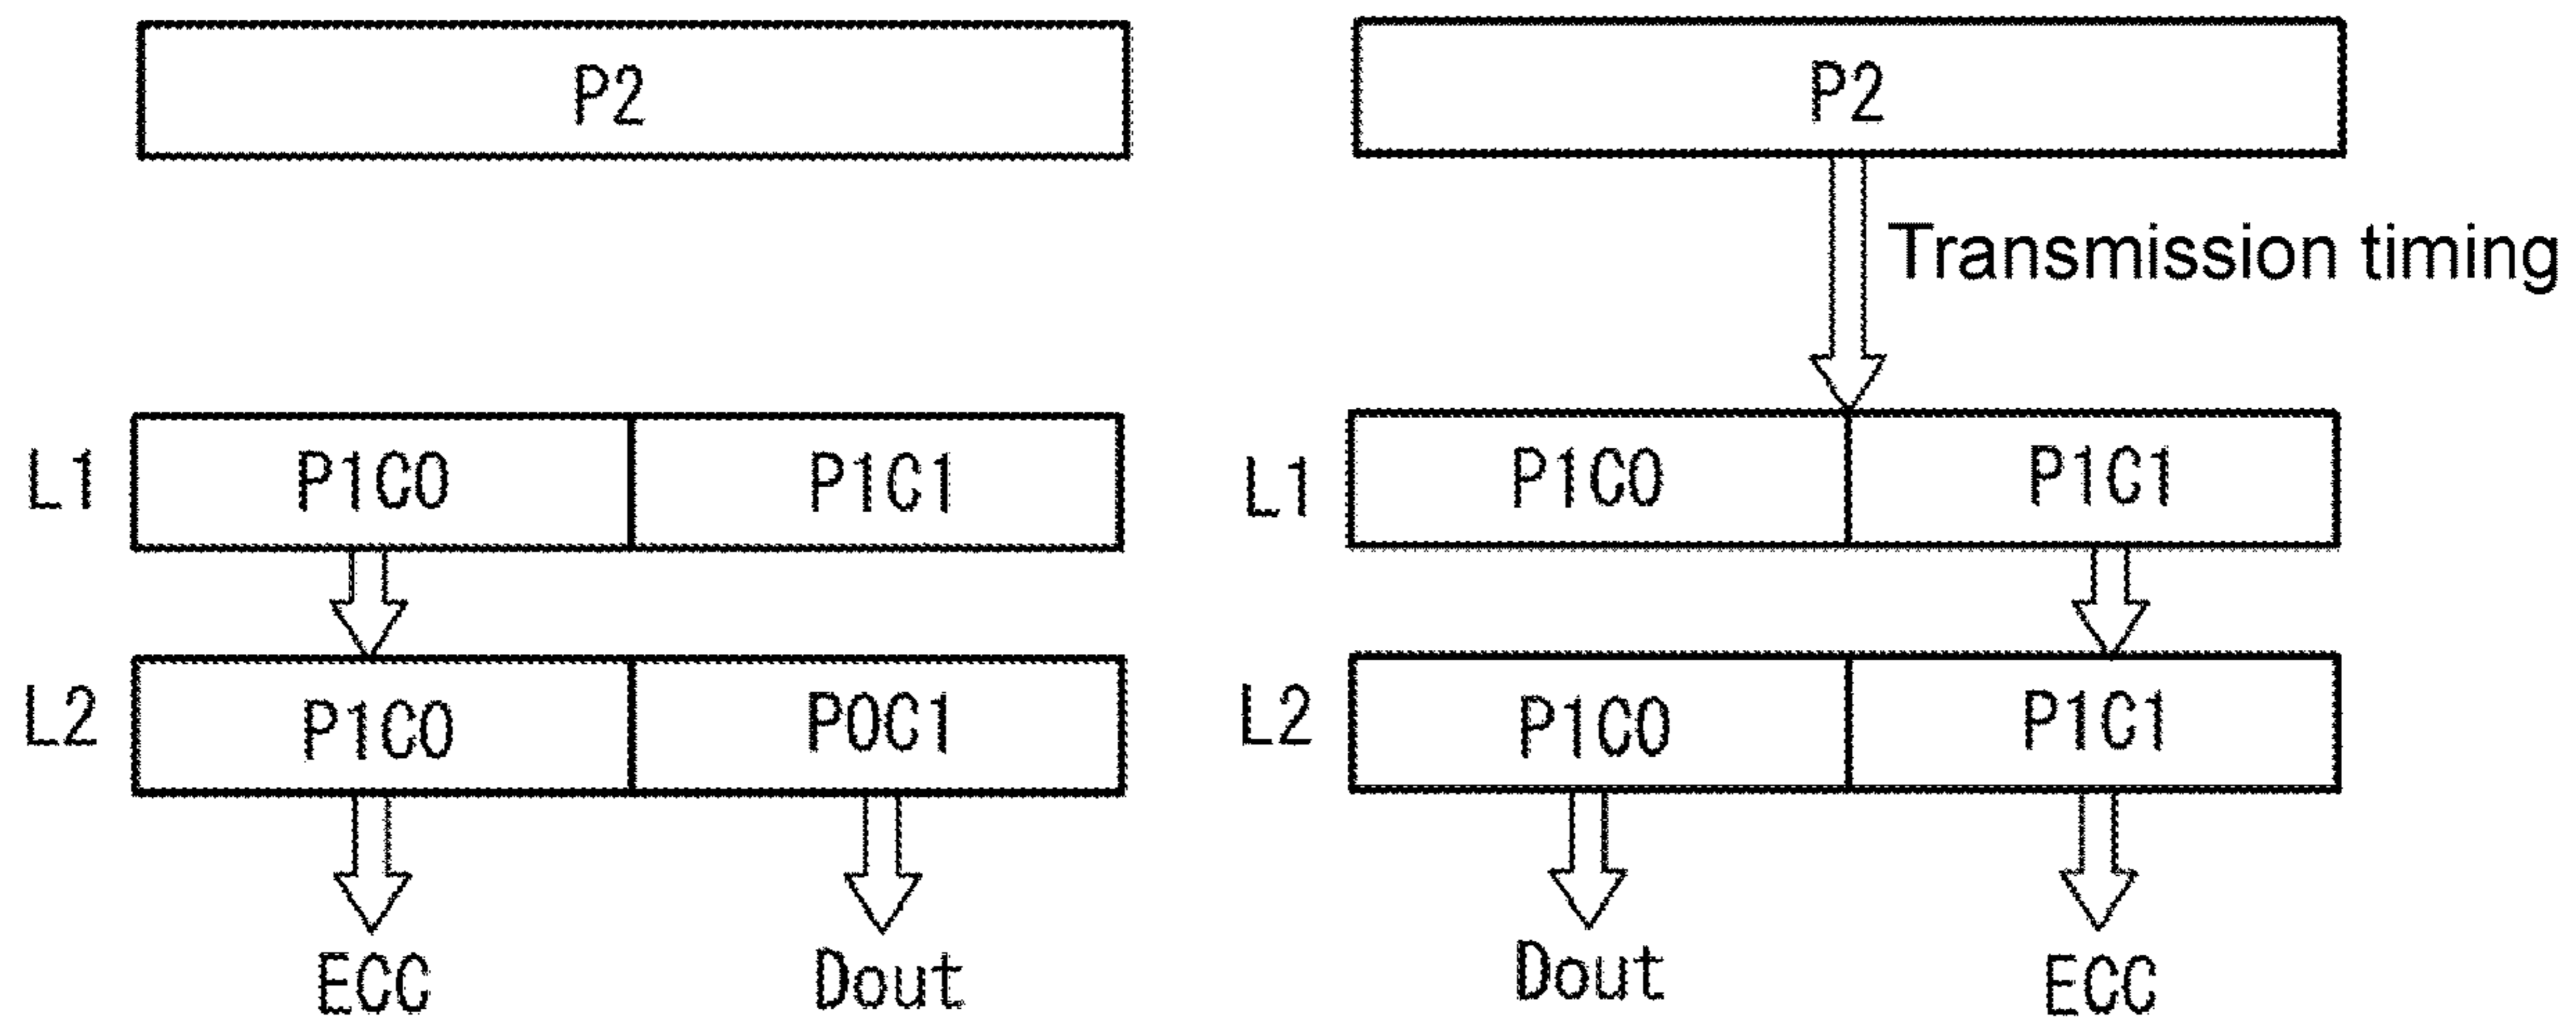 P2
L1 P1C0 P1C1
L2 P1C0 P0C1
ECC Dout
P2
Transmission timing
L1 P1C0 P1C1
L2 P1C0 P1C1
Dout ECC